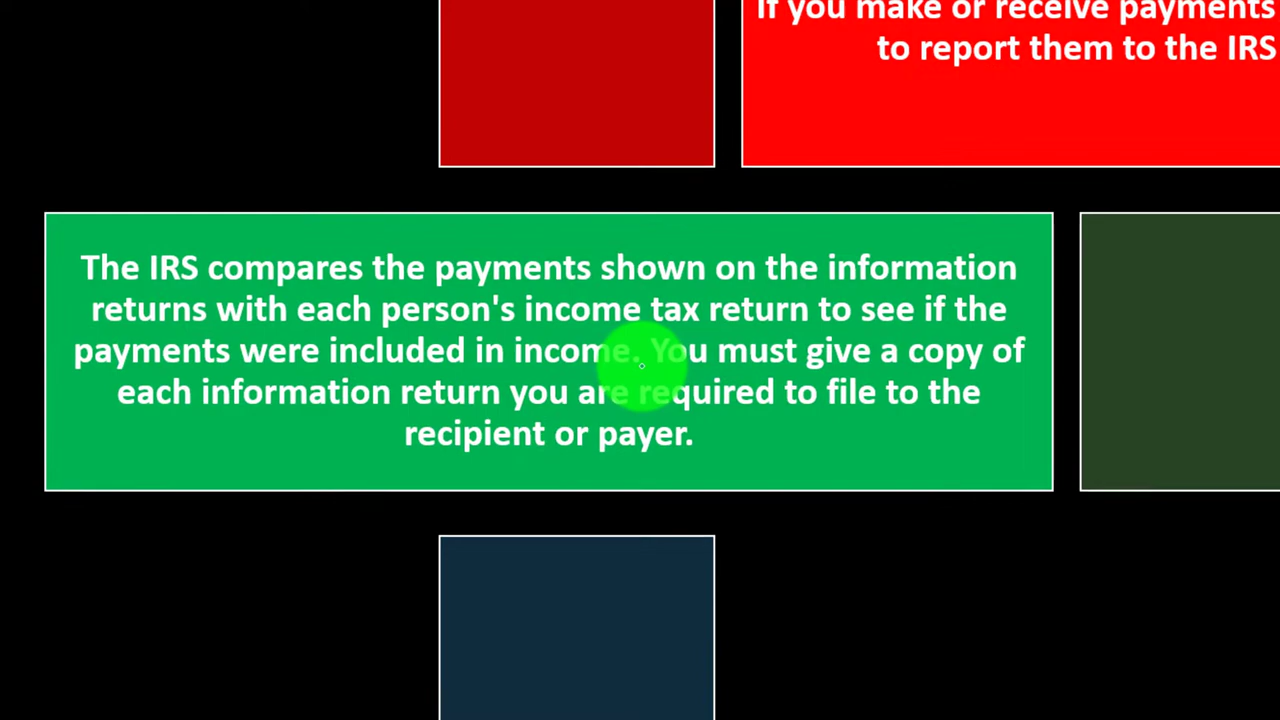 If you make or receive payments
to report them to the IRS
The IRS compares the payments shown on the information
returns with each person's income tax return to see if the
payments were included in income. You must give a copy of
each information return you are required to file to the
recipient or payer.